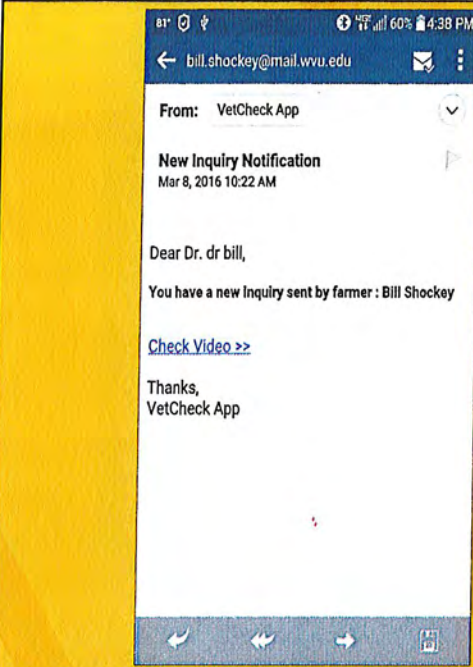 81° 60% 4:38 PM
bill.shockey@mail.wvu.edu
From: VetCheck App
New Inquiry Notification
Mar 8, 2016 10:22 AM
Dear Dr. dr bill,
You have a new Inquiry sent by farmer : Bill Shockey
Check Video >>
Thanks,
VetCheck App